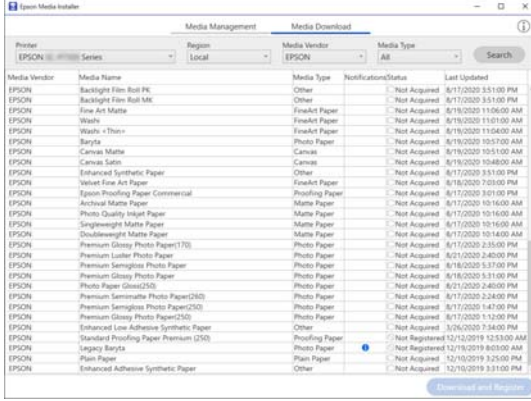 Epson Media Installer
Media Management Media Download
Printer Region Media Vendor Media Type
EPSON Series Local EPSON All Search
Media Vendor Media Name Media Type Notifications Status Last Updated
EPSON Backlight Film Roll PK Other Not Acquired 8/17/2020 3:51:00 PM
EPSON Backlight Film Roll MK Other Not Acquired 8/17/2020 3:51:00 PM
EPSON Fine Art Matte FineArt Paper Not Acquired 8/19/2020 11:06:00 AM
EPSON Washi FineArt Paper Not Acquired 8/19/2020 11:01:00 AM
EPSON Washi <Thin> FineArt Paper Not Acquired 8/19/2020 11:04:00 AM
EPSON Baryta Photo Paper Not Acquired 8/19/2020 10:57:00 AM
EPSON Canvas Matte Canvas Not Acquired 8/19/2020 10:51:00 AM
EPSON Canvas Satin Canvas Not Acquired 8/19/2020 10:48:00 AM
EPSON Enhanced Synthetic Paper Other Not Acquired 8/17/2020 3:51:00 PM
EPSON Velvet Fine Art Paper FineArt Paper Not Acquired 8/18/2020 7:03:00 PM
EPSON Epson Proofing Paper Commercial Proofing Paper Not Acquired 8/17/2020 3:01:00 PM
EPSON Archival Matte Paper Matte Paper Not Acquired 8/17/2020 10:16:00 AM
EPSON Photo Quality Inkjet Paper Matte Paper Not Acquired 8/17/2020 10:16:00 AM
EPSON Singleweight Matte Paper Matte Paper Not Acquired 8/17/2020 10:16:00 AM
EPSON Doubleweight Matte Paper Matte Paper Not Acquired 8/17/2020 10:14:00 AM
EPSON Premium Glossy Photo Paper(170) Photo Paper Not Acquired 8/17/2020 2:35:00 PM
EPSON Premium Luster Photo Paper Photo Paper Not Acquired 8/21/2020 2:40:00 PM
EPSON Premium Semigloss Photo Paper Photo Paper Not Acquired 8/18/2020 5:37:00 PM
EPSON Premium Glossy Photo Paper Photo Paper Not Acquired 8/18/2020 5:31:00 PM
EPSON Photo Paper Gloss(250) Photo Paper Not Acquired 8/21/2020 2:40:00 PM
EPSON Premium Semimatte Photo Paper(260) Photo Paper Not Acquired 8/17/2020 2:24:00 PM
EPSON Premium Semigloss Photo Paper(250) Photo Paper Not Acquired 8/17/2020 1:47:00 PM
EPSON Premium Glossy Photo Paper(250) Photo Paper Not Acquired 8/17/2020 1:12:00 PM
EPSON Enhanced Low Adhesive Synthetic Paper Other Not Acquired 3/26/2020 7:34:00 PM
EPSON Standard Proofing Paper Premium (250) Proofing Paper Not Registered 12/12/2019 12:53:00 AM
EPSON Legacy Baryta Photo Paper Not Registered 12/19/2019 8:03:00 AM
EPSON Plain Paper Plain Paper Not Acquired 12/10/2019 3:25:00 PM
EPSON Enhanced Adhesive Synthetic Paper Other Not Acquired 12/10/2019 3:31:00 PM
Download and Register